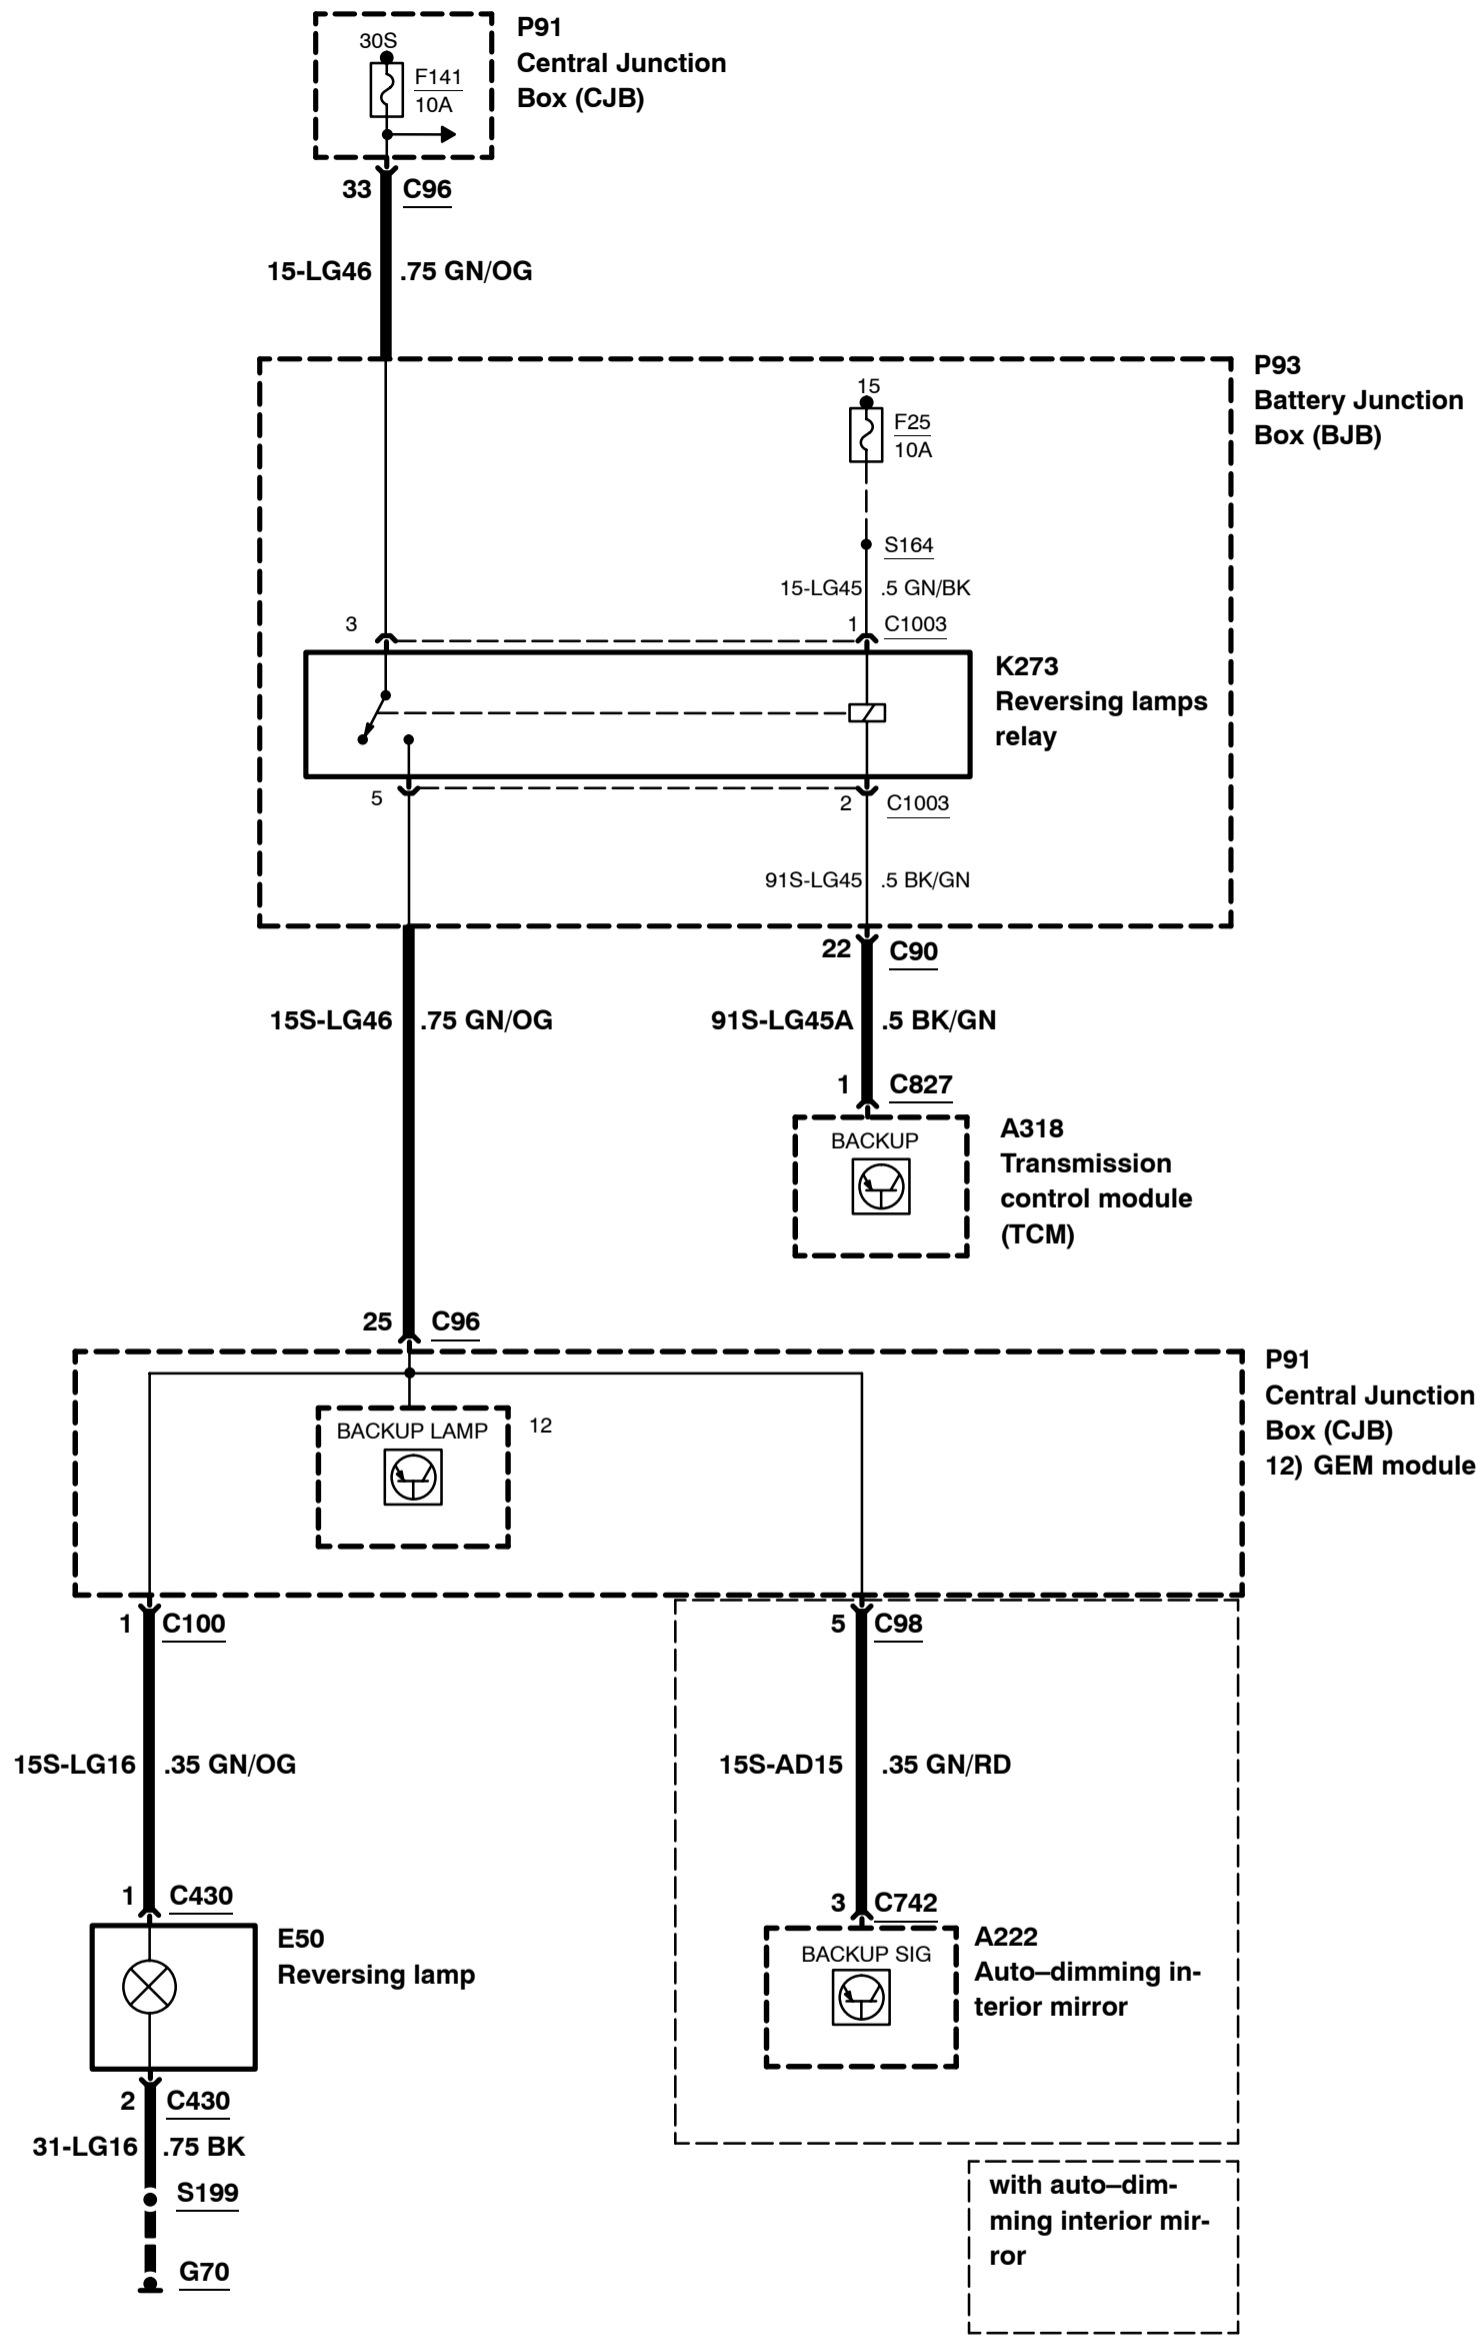 P91
Central Junction
Box (CJB)
30S
F141
10A
33 C96
15-LG46 .75 GN/OG
P93
Battery Junction
Box (BJB)
15
F25
10A
S164
15-LG45 .5 GN/BK
3 1 C1003
K273
Reversing lamps
relay
5 2 C1003
91S-LG45 .5 BK/GN
22 C90
15S-LG46 .75 GN/OG 91S-LG45A .5 BK/GN
1 C827
BACKUP
A318
Transmission
control module
(TCM)
25 C96
P91
Central Junction
Box (CJB)
12) GEM module
BACKUP LAMP 12
1 C100 5 C98
15S-LG16 .35 GN/OG 15S-AD15 .35 GN/RD
1 C430 3 C742
E50
Reversing lamp
BACKUP SIG
A222
Auto–dimming in-
terior mirror
2 C430
31-LG16 .75 BK
S199
G70
with auto–dim-
ming interior mir-
ror